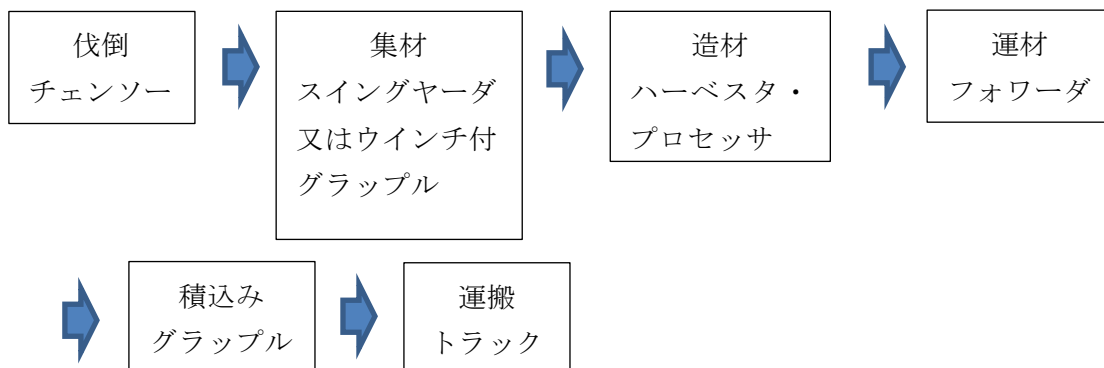 伐倒
チェンソー
集材
スイングヤーダ
又はウインチ付
グラップル
造材
ハーベスタ・
プロセッサ
運材
フォワーダ
積込み
グラップル
運搬
トラック